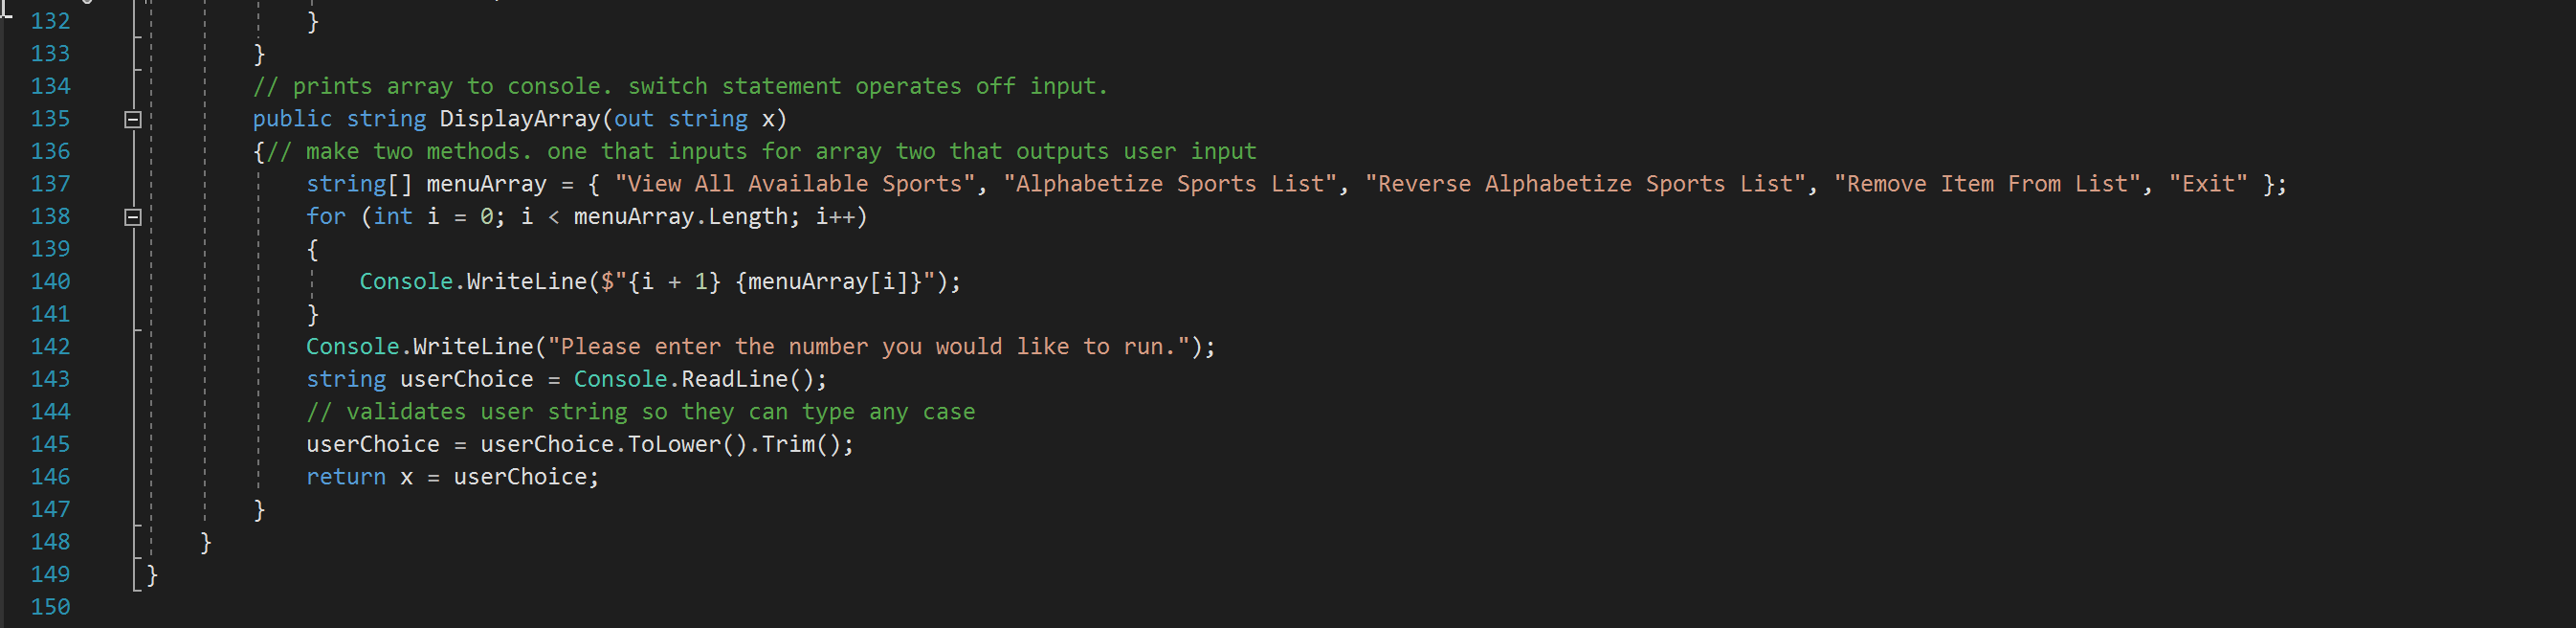 132 }
133 }
134 // prints array to console. switch statement operates off input.
135 public string DisplayArray(out string x)
136 {// make two methods. one that inputs for array two that outputs user input
137 string[] menuArray = { "View All Available Sports", "Alphabetize Sports List", "Reverse Alphabetize Sports List", "Remove Item From List", "Exit" };
138 for (int i = 0; i < menuArray.Length; i++)
139 {
140 Console.WriteLine($"{i + 1} {menuArray[i]}");
141 }
142 Console.WriteLine("Please enter the number you would like to run.");
143 string userChoice = Console.ReadLine();
144 // validates user string so they can type any case
145 userChoice = userChoice.ToLower().Trim();
146 return x = userChoice;
147 }
148 }
149 }
150